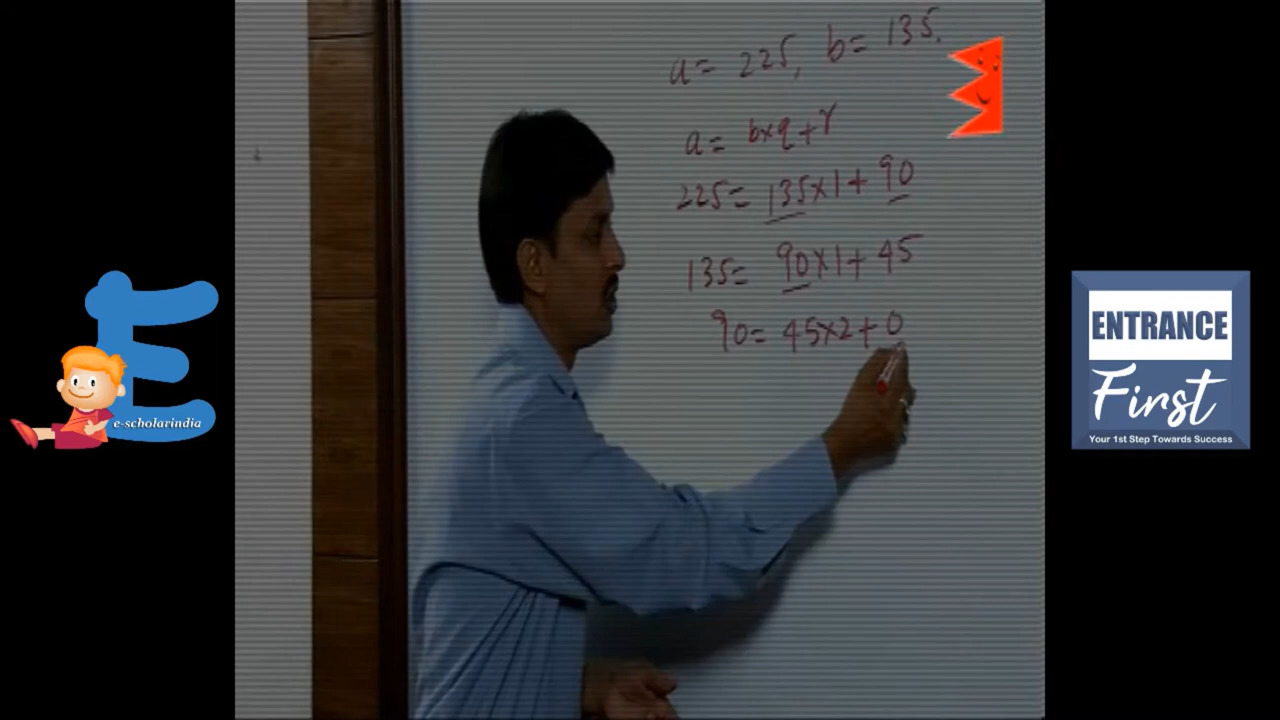 a = 225, b = 135.
a = b×q + r
225 = 135×1 + 90
135 = 90×1 + 45
90 = 45×2 + 0
e-scholarindia
ENTRANCE
First
Your 1st Step Towards Success